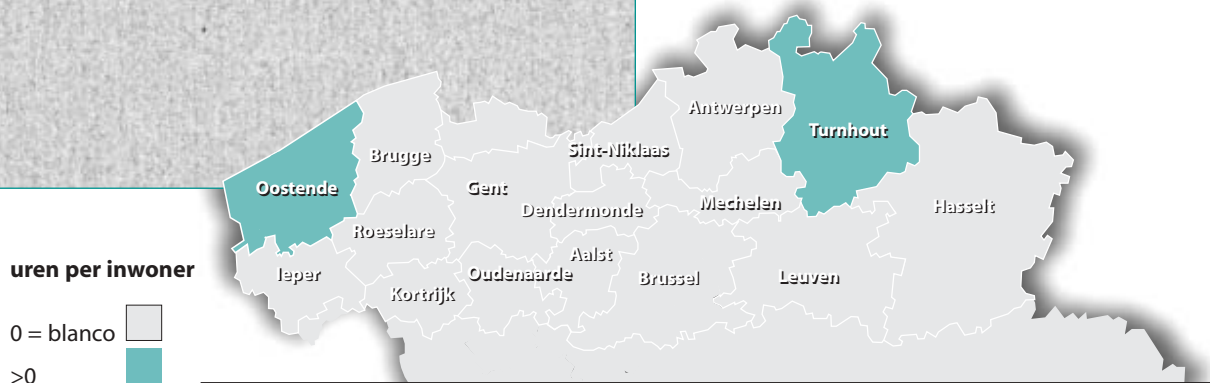 Antwerpen
Turnhout
Brugge
Sint-Niklaas
Oostende
Gent
Mechelen
Hasselt
Dendermonde
Roeselare
Aalst
Ieper
Oudenaarde
Brussel
Leuven
Kortrijk
uren per inwoner
0 = blanco
>0